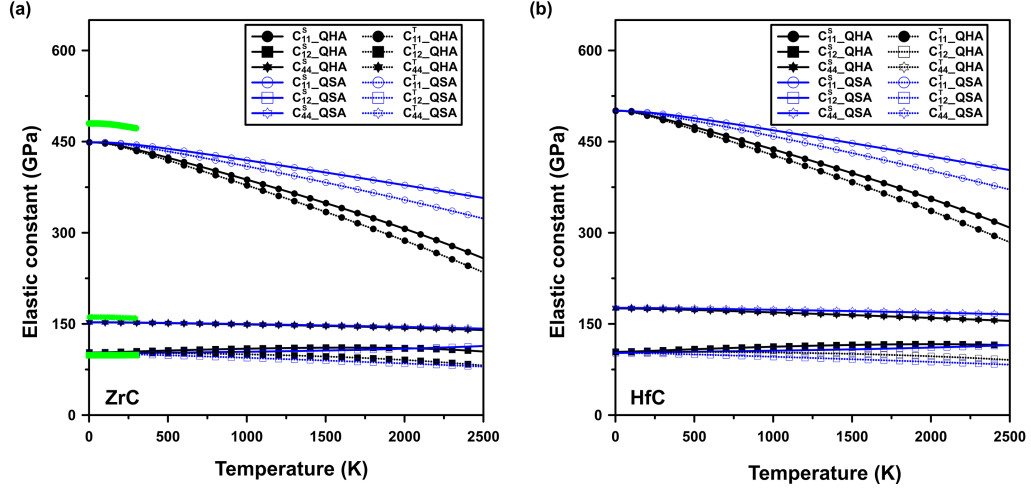 (a)
(b)
C₁₁ˢ_QHA C₁₁ᵀ_QHA
C₁₂ˢ_QHA C₁₂ᵀ_QHA
C₄₄ˢ_QHA C₄₄ᵀ_QHA
C₁₁ˢ_QSA C₁₁ᵀ_QSA
C₁₂ˢ_QSA C₁₂ᵀ_QSA
C₄₄ˢ_QSA C₄₄ᵀ_QSA
600
450
300
150
0
Elastic constant (GPa)
ZrC
0 500 1000 1500 2000 2500
Temperature (K)
C₁₁ˢ_QHA C₁₁ᵀ_QHA
C₁₂ˢ_QHA C₁₂ᵀ_QHA
C₄₄ˢ_QHA C₄₄ᵀ_QHA
C₁₁ˢ_QSA C₁₁ᵀ_QSA
C₁₂ˢ_QSA C₁₂ᵀ_QSA
C₄₄ˢ_QSA C₄₄ᵀ_QSA
600
450
300
150
0
Elastic constant (GPa)
HfC
0 500 1000 1500 2000 2500
Temperature (K)